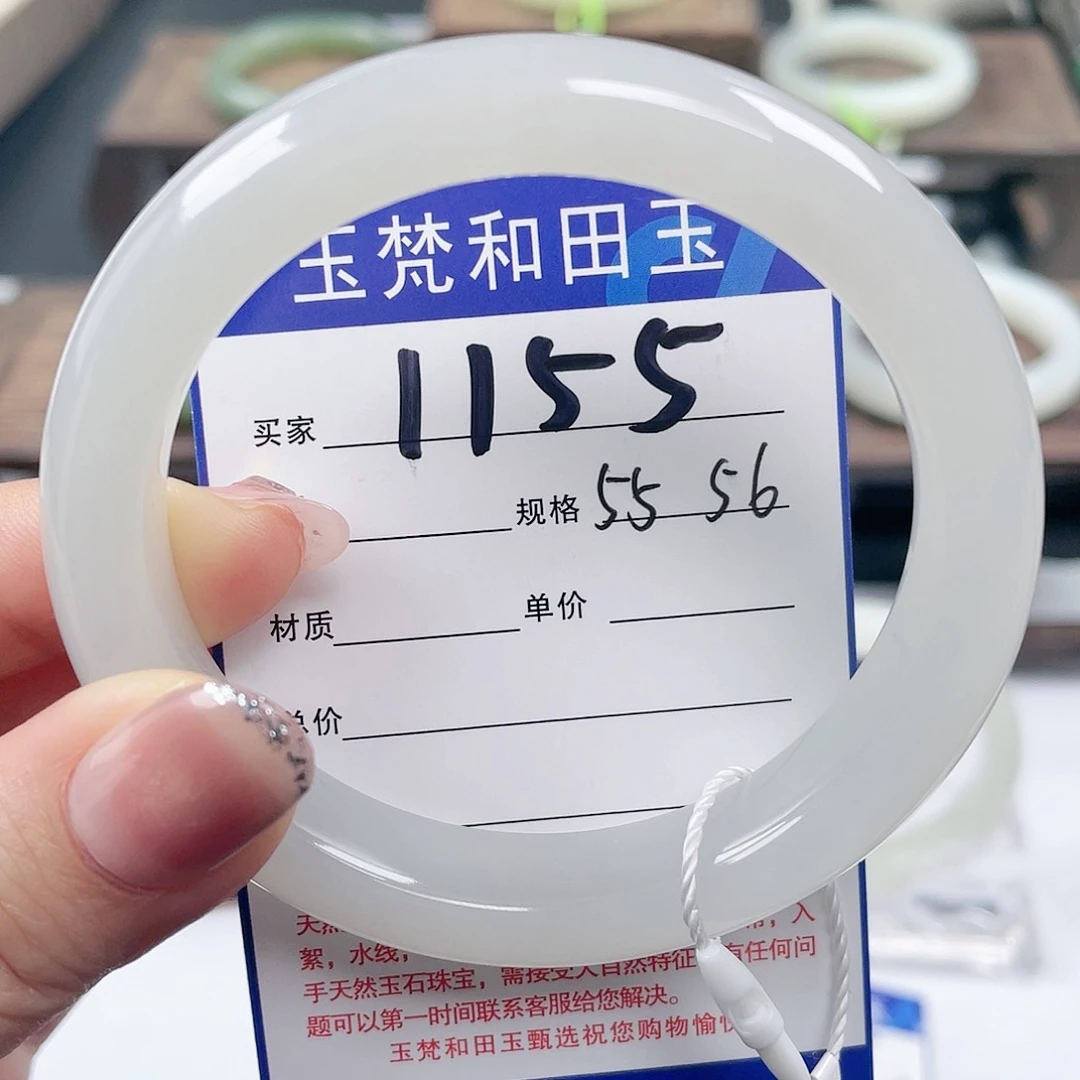 玉梵和田玉
买家 1155
规格 55 56
材质 单价
总价
絮，水线， 入
手天然玉石珠宝，需接受大自然特征 有任何问
题可以第一时间联系客服给您解决。
玉梵和田玉甄选祝您购物愉快